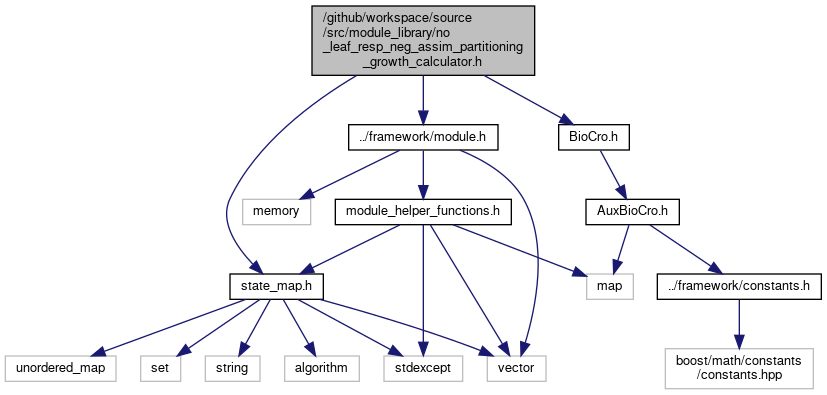 /github/workspace/source
/src/module_library/no
_leaf_resp_neg_assim_partitioning
_growth_calculator.h
../framework/module.h
BioCro.h
memory
module_helper_functions.h
AuxBioCro.h
state_map.h
map
../framework/constants.h
unordered_map
set
string
algorithm
stdexcept
vector
boost/math/constants
/constants.hpp